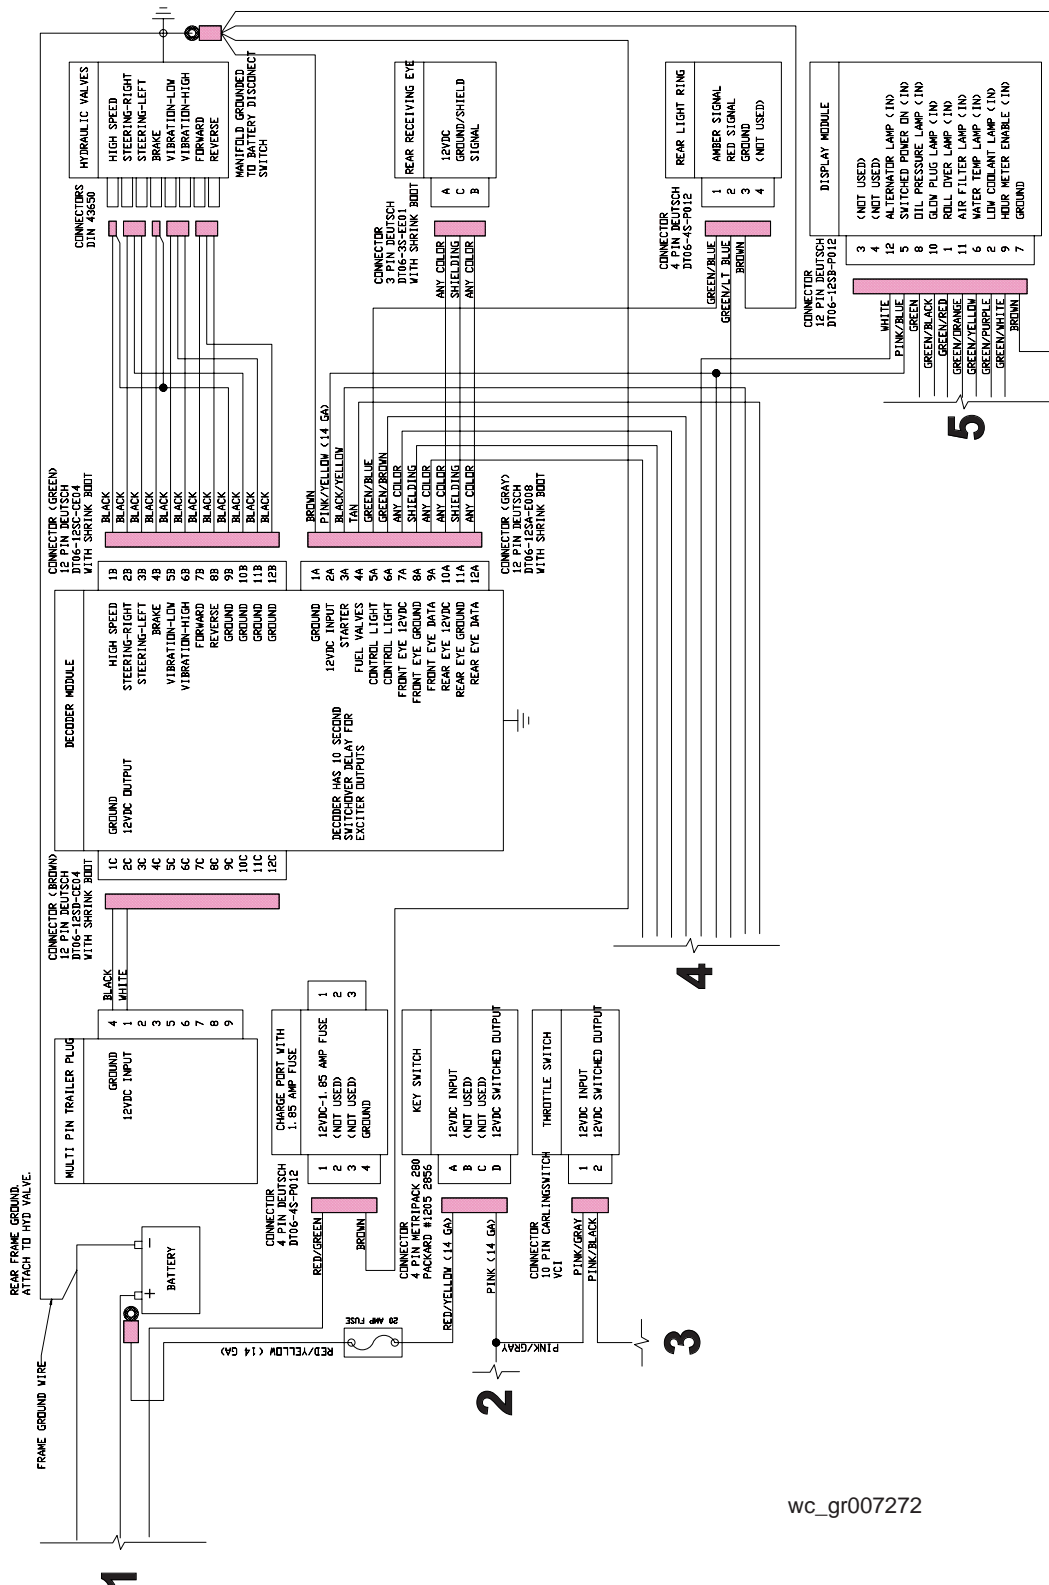 REAR FRAME GROUND.
ATTACH TO HYD VALVE.
FRAME GROUND WIRE
BATTERY
+
-
MULTI PIN TRAILER PLUG
GROUND
12VDC INPUT
4
1
2
3
5
6
7
8
9
BLACK
WHITE
CONNECTOR (BROWN)
12 PIN DEUTSCH
DT06-12SD-CE04
WITH SHRINK BOOT
DECODER MODULE
1C
2C
3C
4C
5C
6C
7C
8C
9C
10C
11C
12C
GROUND
12VDC OUTPUT
DECODER HAS 10 SECOND
SWITCHOVER DELAY FOR
EXCITER OUTPUTS
HIGH SPEED
STEERING-RIGHT
STEERING-LEFT
BRAKE
VIBRATION-LOW
VIBRATION-HIGH
FORWARD
REVERSE
GROUND
GROUND
GROUND
GROUND
1B
2B
3B
4B
5B
6B
7B
8B
9B
10B
11B
12B
GROUND
12VDC INPUT
STARTER
FUEL VALVES
CONTROL LIGHT
CONTROL LIGHT
FRONT EYE 12VDC
FRONT EYE GROUND
FRONT EYE DATA
REAR EYE 12VDC
REAR EYE GROUND
REAR EYE DATA
1A
2A
3A
4A
5A
6A
7A
8A
9A
10A
11A
12A
CONNECTOR (GREEN)
12 PIN DEUTSCH
DT06-12SC-CE04
WITH SHRINK BOOT
BLACK
BLACK
BLACK
BLACK
BLACK
BLACK
BLACK
BLACK
BLACK
BLACK
BLACK
BLACK
BROWN
PINK/YELLOW (14 GA)
BLACK/YELLOW
TAN
GREEN/BLUE
GREEN/BROWN
ANY COLOR
SHIELDING
ANY COLOR
ANY COLOR
SHIELDING
ANY COLOR
CONNECTOR (GRAY)
12 PIN DEUTSCH
DT06-12SA-E008
WITH SHRINK BOOT
CONNECTORS
DIN 43650
HYDRAULIC VALVES
HIGH SPEED
STEERING-RIGHT
STEERING-LEFT
BRAKE
VIBRATION-LOW
VIBRATION-HIGH
FORWARD
REVERSE
MANIFOLD GROUNDED
TO BATTERY DISCONECT
SWITCH
CONNECTOR
3 PIN DEUTSCH
DT06-3S-EE01
WITH SHRINK BOOT
REAR RECEIVING EYE
A
C
B
12VDC
GROUND/SHIELD
SIGNAL
ANY COLOR
SHIELDING
ANY COLOR
CONNECTOR
4 PIN DEUTSCH
DT06-4S-P012
REAR LIGHT RING
1
2
3
4
AMBER SIGNAL
RED SIGNAL
GROUND
(NOT USED)
GREEN/BLUE
GREEN/LT BLUE
BROWN
CONNECTOR
12 PIN DEUTSCH
DT06-12SB-P012
DISPLAY MODULE
3
4
12
5
8
10
1
11
6
2
9
7
(NOT USED)
(NOT USED)
ALTERNATOR LAMP (IN)
SWITCHED POWER ON (IN)
OIL PRESSURE LAMP (IN)
GLOW PLUG LAMP (IN)
ROLL OVER LAMP (IN)
AIR FILTER LAMP (IN)
WATER TEMP LAMP (IN)
LOW COOLANT LAMP (IN)
HOUR METER ENABLE (IN)
GROUND
WHITE
PINK/BLUE
GREEN
GREEN/BLACK
GREEN/RED
GREEN/ORANGE
GREEN/YELLOW
GREEN/PURPLE
GREEN/WHITE
BROWN
CONNECTOR
4 PIN DEUTSCH
DT06-4S-P012
CHARGE PORT WITH
1.85 AMP FUSE
1
2
3
4
12VDC-1.85 AMP FUSE
(NOT USED)
(NOT USED)
GROUND
1
2
3
RED/GREEN
BROWN
CONNECTOR
4 PIN METRIPACK 280
PACKARD #1205 2856
KEY SWITCH
A
B
C
D
12VDC INPUT
(NOT USED)
(NOT USED)
12VDC SWITCHED OUTPUT
RED/YELLOW (14 GA)
PINK (14 GA)
CONNECTOR
10 PIN CARLINGSWITCH
VC1
THROTTLE SWITCH
1
2
12VDC INPUT
12VDC SWITCHED OUTPUT
PINK/GRAY
PINK/BLACK
RED/YELLOW (14 GA)
20 AMP FUSE
PINK/GRAY
1
2
3
4
5
wc_gr007272